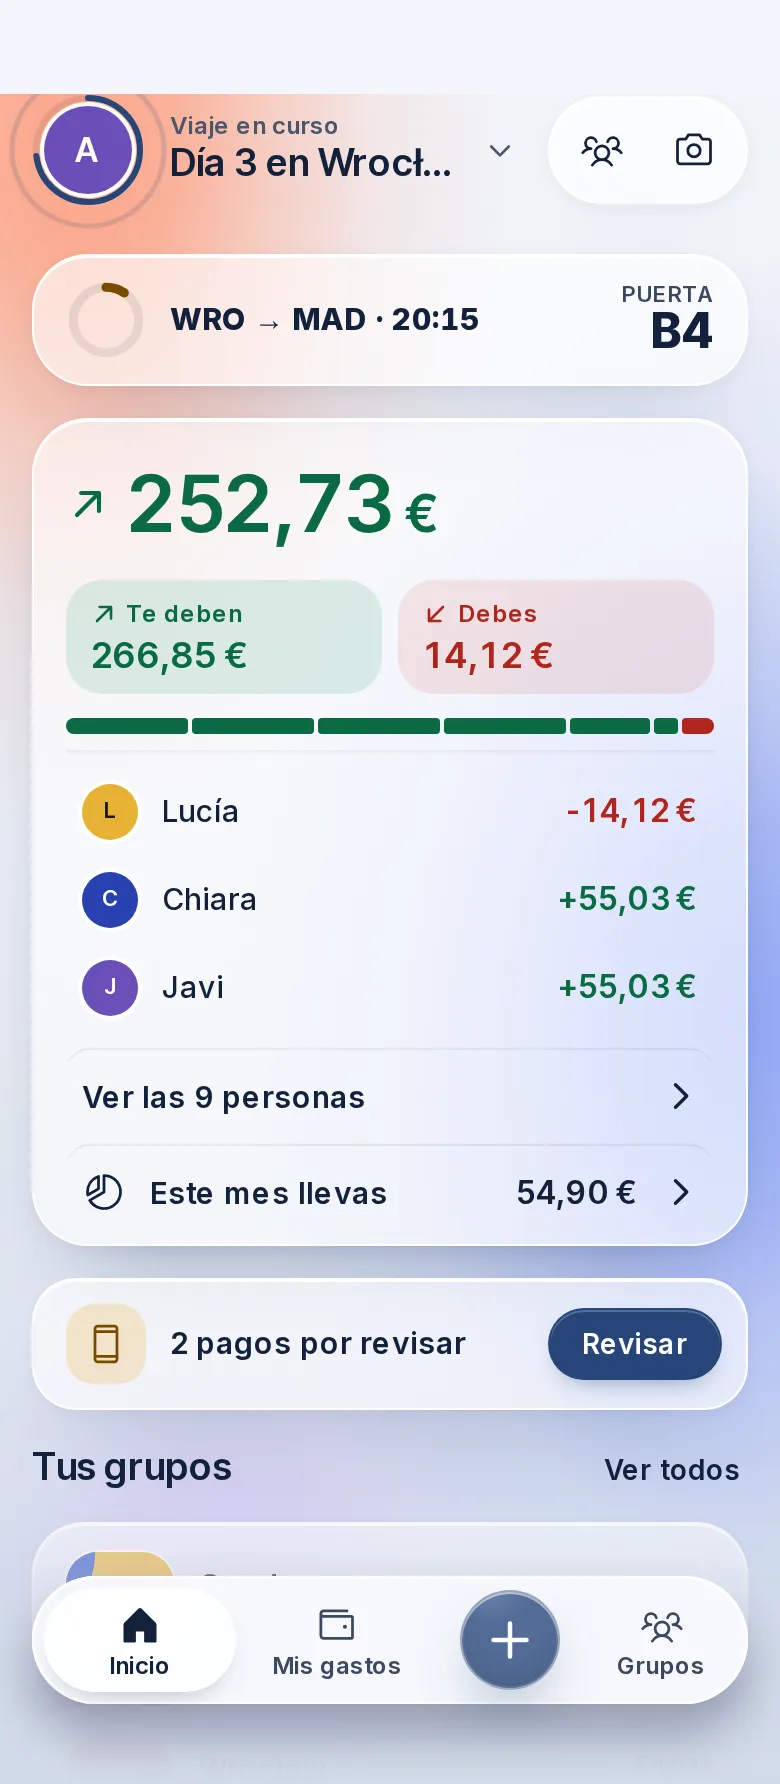 A
Viaje en curso
Día 3 en Wrocł...
WRO → MAD · 20:15
PUERTA
B4
252,73 €
Te deben
266,85 €
Debes
14,12 €
L
Lucía
-14,12 €
C
Chiara
+55,03 €
J
Javi
+55,03 €
Ver las 9 personas
Este mes llevas
54,90 €
2 pagos por revisar
Revisar
Tus grupos
Ver todos
Inicio
Mis gastos
Grupos